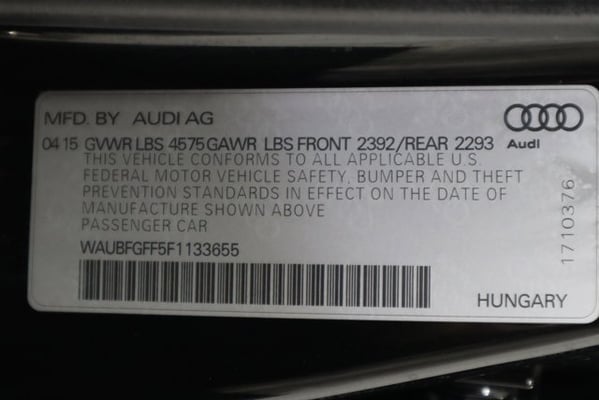 MFD. BY AUDI AG
04 15 GVWR LBS 4575 GAWR LBS FRONT 2392/REAR 2293
Audi
THIS VEHICLE CONFORMS TO ALL APPLICABLE U.S.
FEDERAL MOTOR VEHICLE SAFETY, BUMPER AND THEFT
PREVENTION STANDARDS IN EFFECT ON THE DATE OF
MANUFACTURE SHOWN ABOVE
PASSENGER CAR
WAUBFGFF5F1133655
1710376
HUNGARY